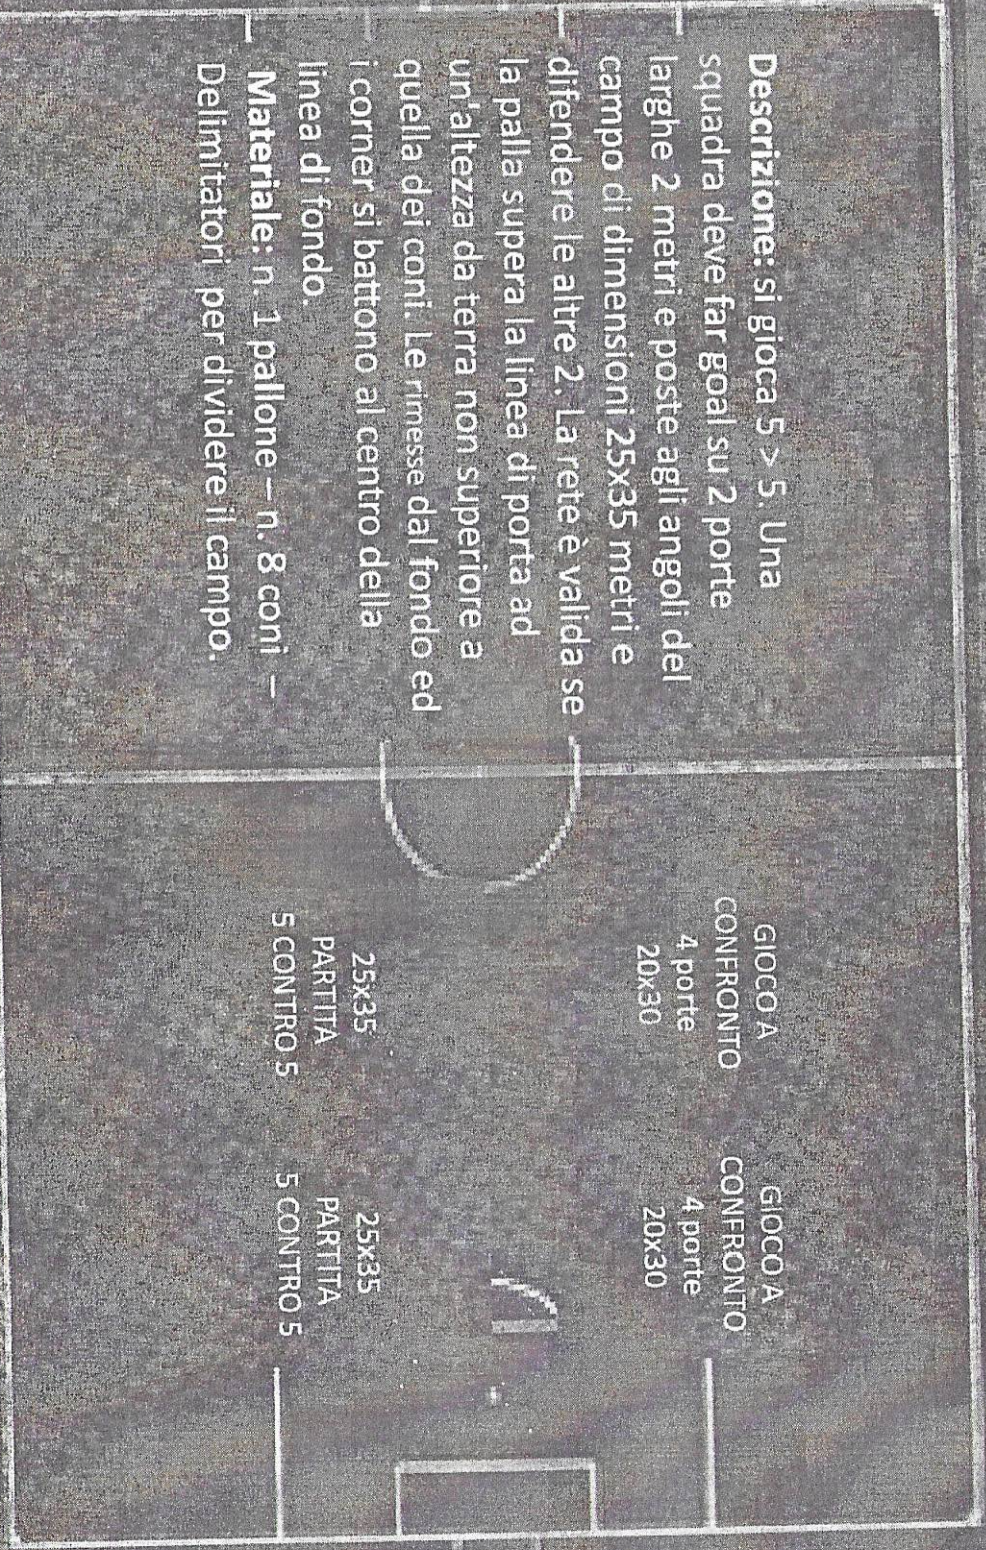 Descrizione: si gioca 5 > 5. Una
squadra deve far goal su 2 porte
larghe 2 metri e poste agli angoli del
campo di dimensioni 25x35 metri e
difendere le altre 2. La rete è valida se
la palla supera la linea di porta ad
un'altezza da terra non superiore a
quella dei coni. Le rimesse dal fondo ed
i corner si battono al centro della
linea di fondo.
Materiale: n. 1 pallone – n. 8 coni –
Delimitatori per dividere il campo.
GIOCO A
CONFRONTO
4 porte
20x30
GIOCO A
CONFRONTO
4 porte
20x30
25x35
PARTITA
5 CONTRO 5
25x35
PARTITA
5 CONTRO 5